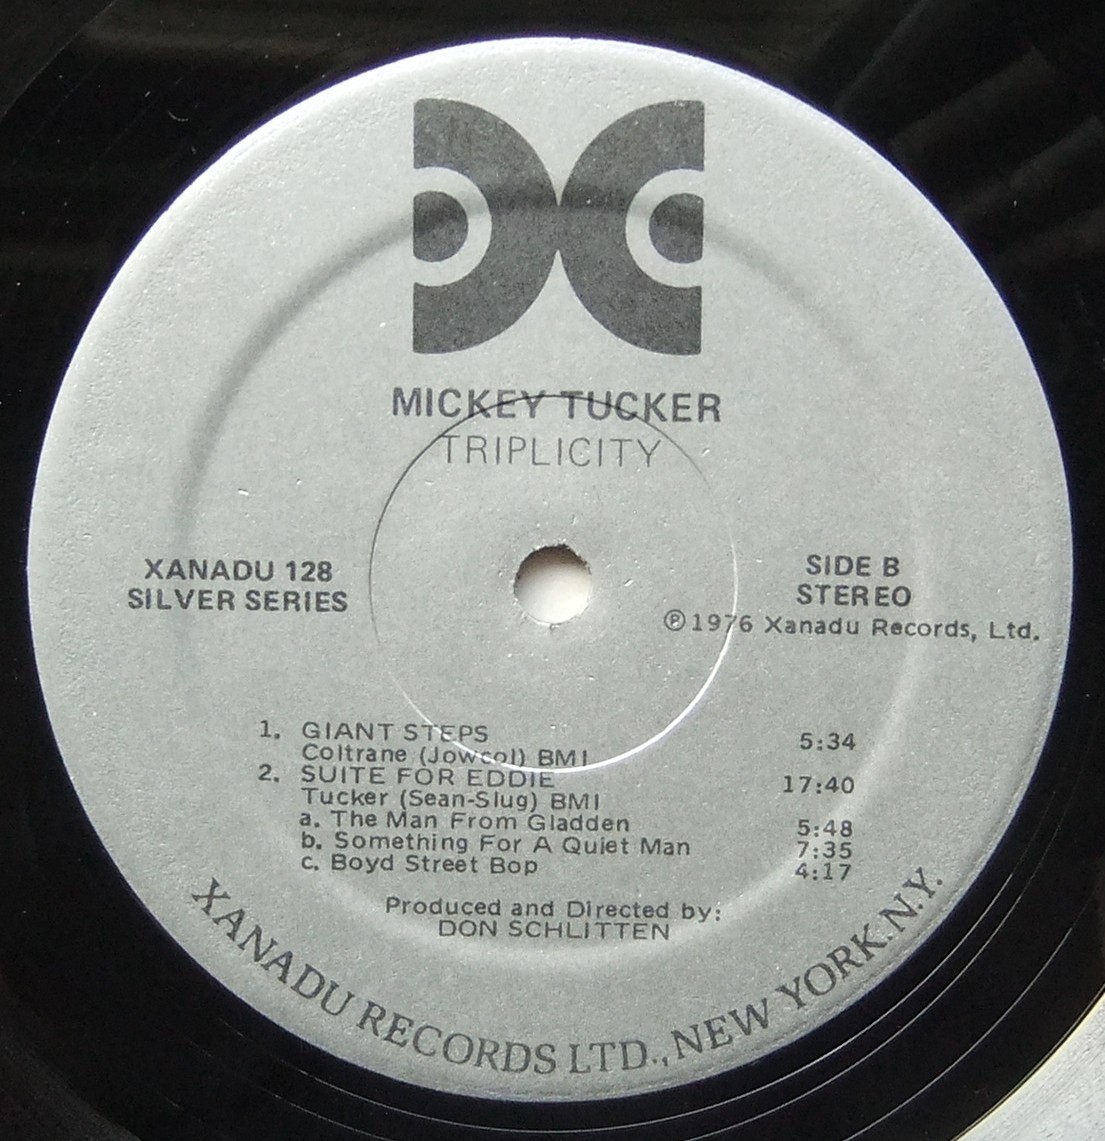 MICKEY TUCKER
TRIPLICITY
XANADU 128
SILVER SERIES
SIDE B
STEREO
℗1976 Xanadu Records, Ltd.
1. GIANT STEPS 5:34
Coltrane (Jowcol) BMI
2. SUITE FOR EDDIE 17:40
Tucker (Sean-Slug) BMI
a. The Man From Gladden 5:48
b. Something For A Quiet Man 7:35
c. Boyd Street Bop 4:17
Produced and Directed by:
DON SCHLITTEN
XANADU RECORDS LTD., NEW YORK.N.Y.